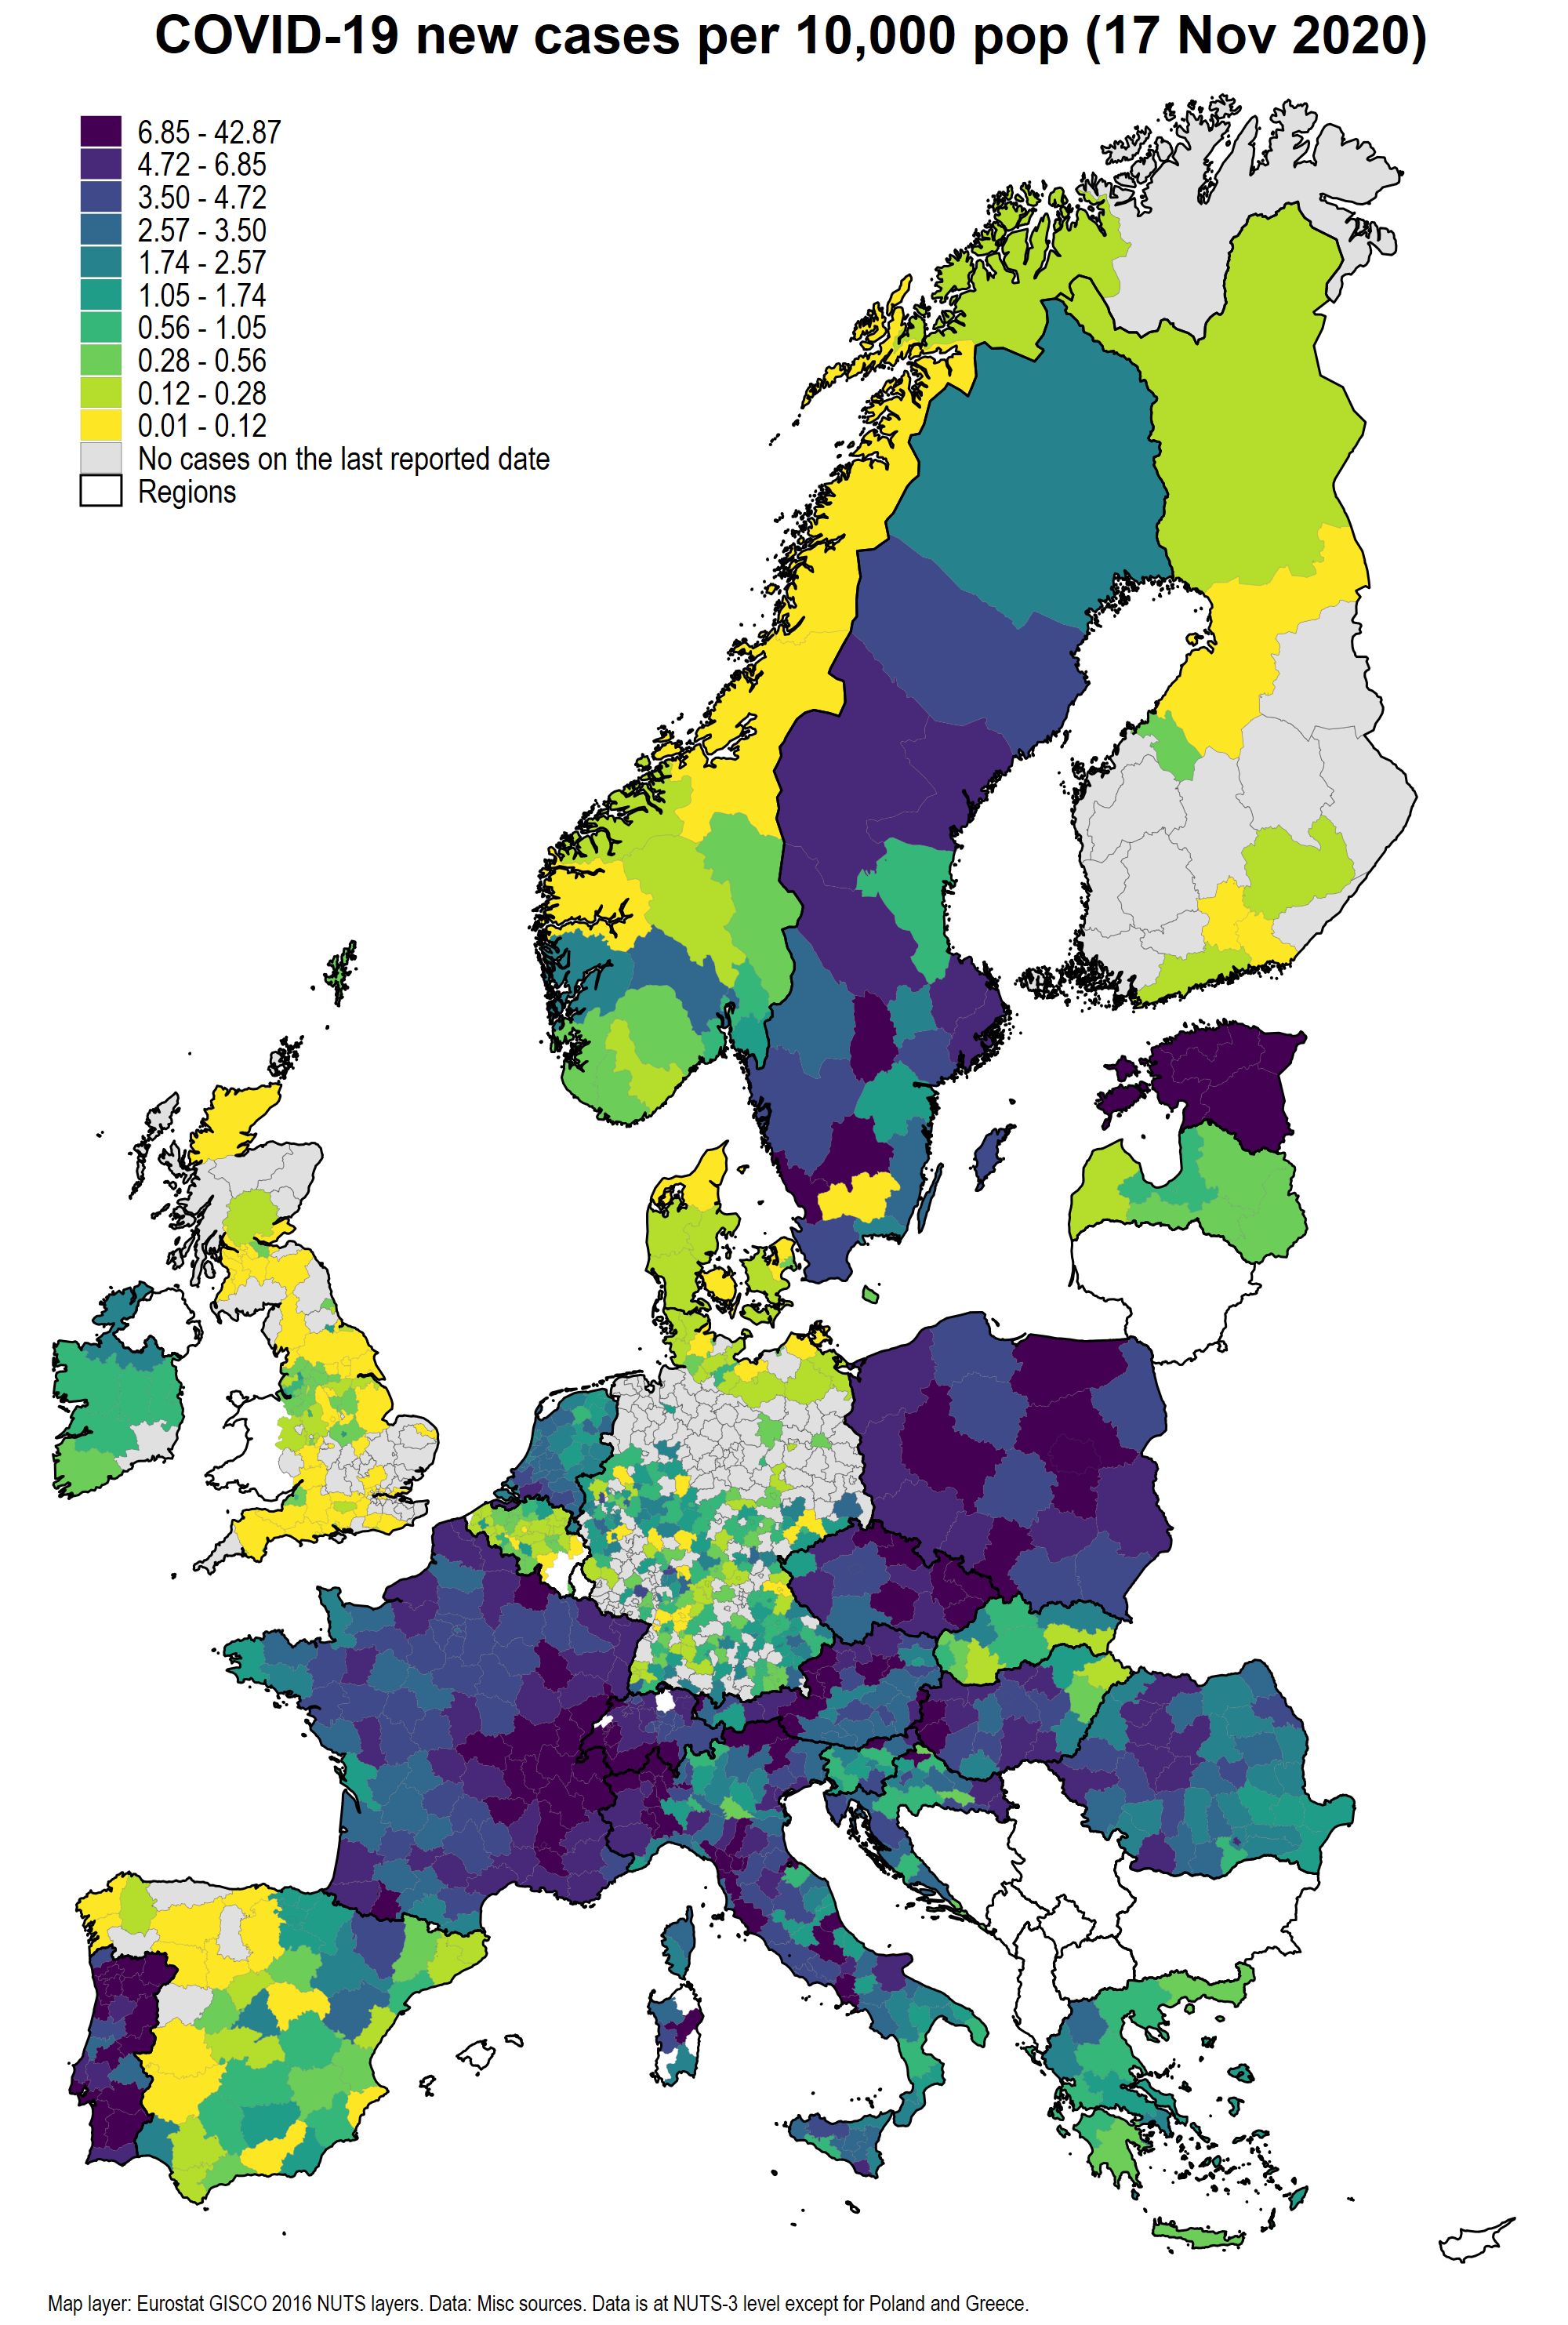 COVID-19 new cases per 10,000 pop (17 Nov 2020)
6.85 - 42.87
4.72 - 6.85
3.50 - 4.72
2.57 - 3.50
1.74 - 2.57
1.05 - 1.74
0.56 - 1.05
0.28 - 0.56
0.12 - 0.28
0.01 - 0.12
No cases on the last reported date
Regions
Map layer: Eurostat GISCO 2016 NUTS layers. Data: Misc sources. Data is at NUTS-3 level except for Poland and Greece.